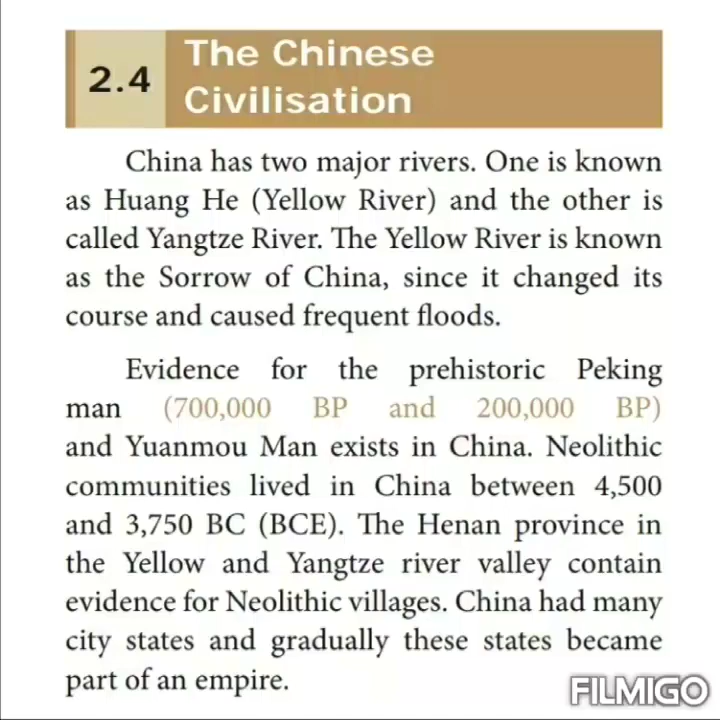 2.4
The Chinese
Civilisation
China has two major rivers. One is known
as Huang He (Yellow River) and the other is
called Yangtze River. The Yellow River is known
as the Sorrow of China, since it changed its
course and caused frequent floods.
Evidence for the prehistoric Peking
man (700,000 BP and 200,000 BP)
and Yuanmou Man exists in China. Neolithic
communities lived in China between 4,500
and 3,750 BC (BCE). The Henan province in
the Yellow and Yangtze river valley contain
evidence for Neolithic villages. China had many
city states and gradually these states became
part of an empire.
FILMIGO